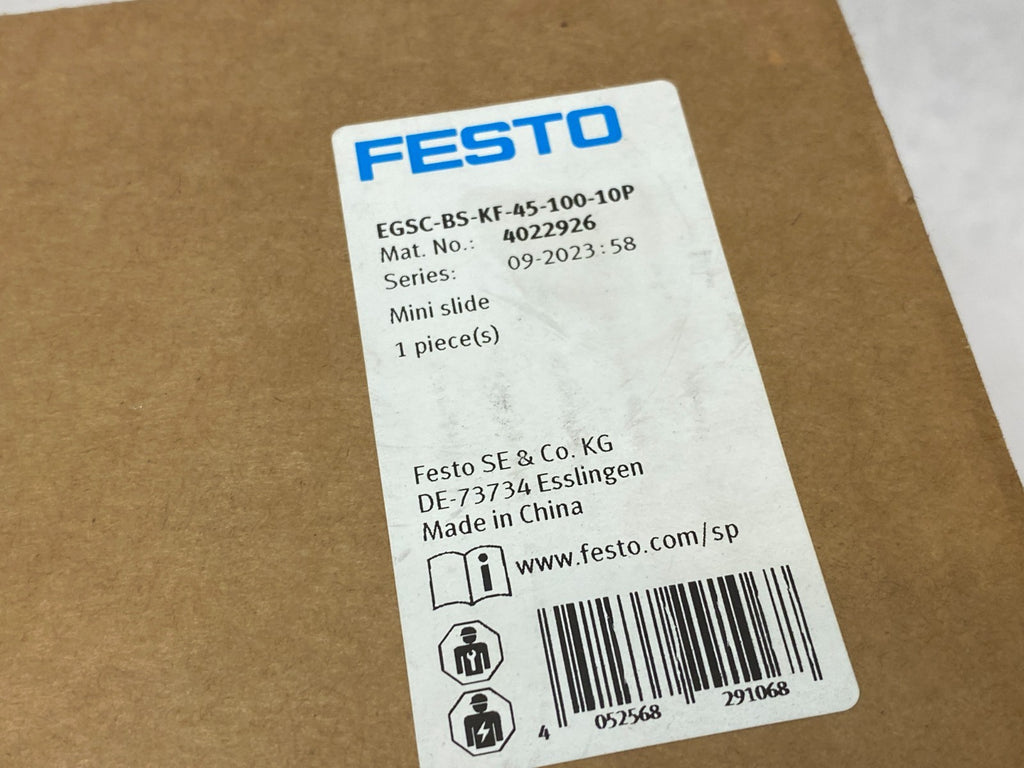 FESTO
EGSC-BS-KF-45-100-10P
Mat. No.: 4022926
Series: 09-2023:58
Mini slide
1 piece(s)
Festo SE & Co. KG
DE-73734 Esslingen
Made in China
www.festo.com/sp
4 052568 291068